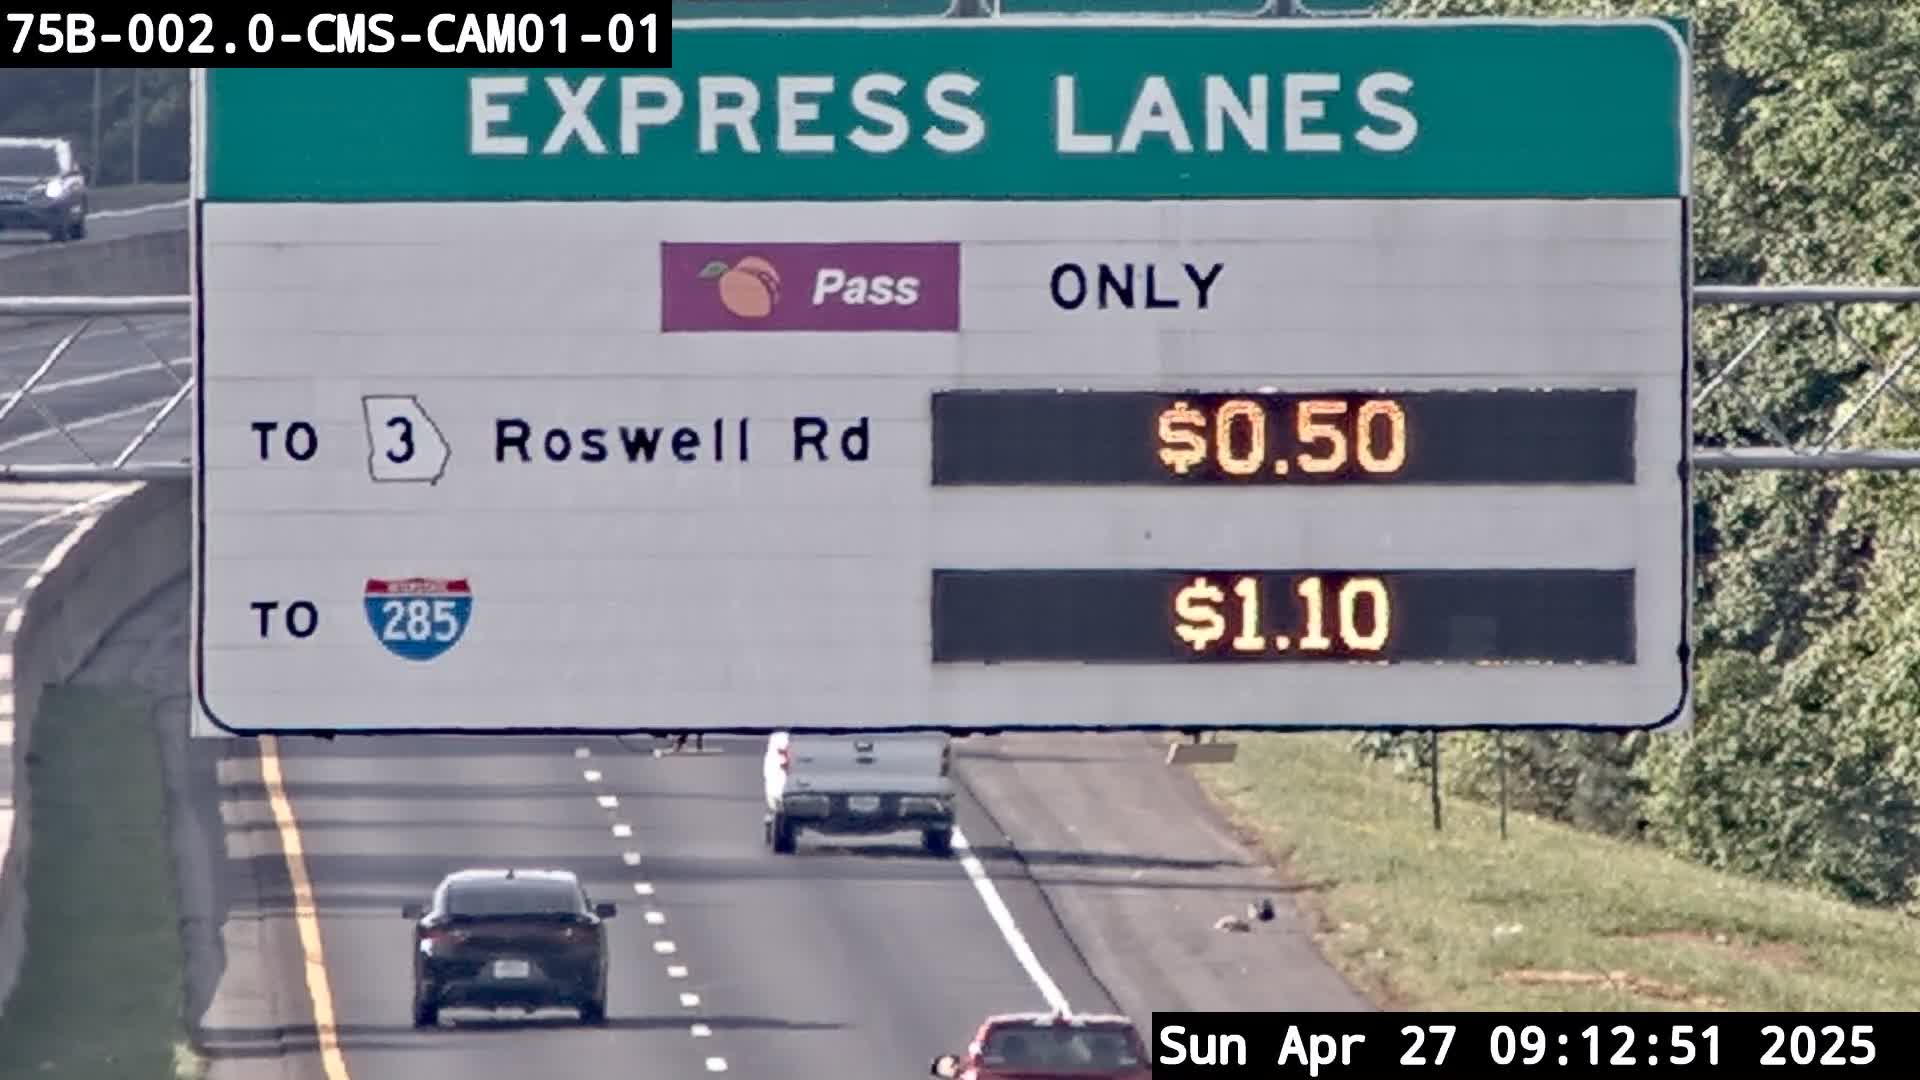 75B-002.0-CMS-CAM01-01
EXPRESS LANES
Pass ONLY
TO 3 Roswell Rd $0.50
INTERSTATE
TO 285 $1.10
Sun Apr 27 09:12:51 2025